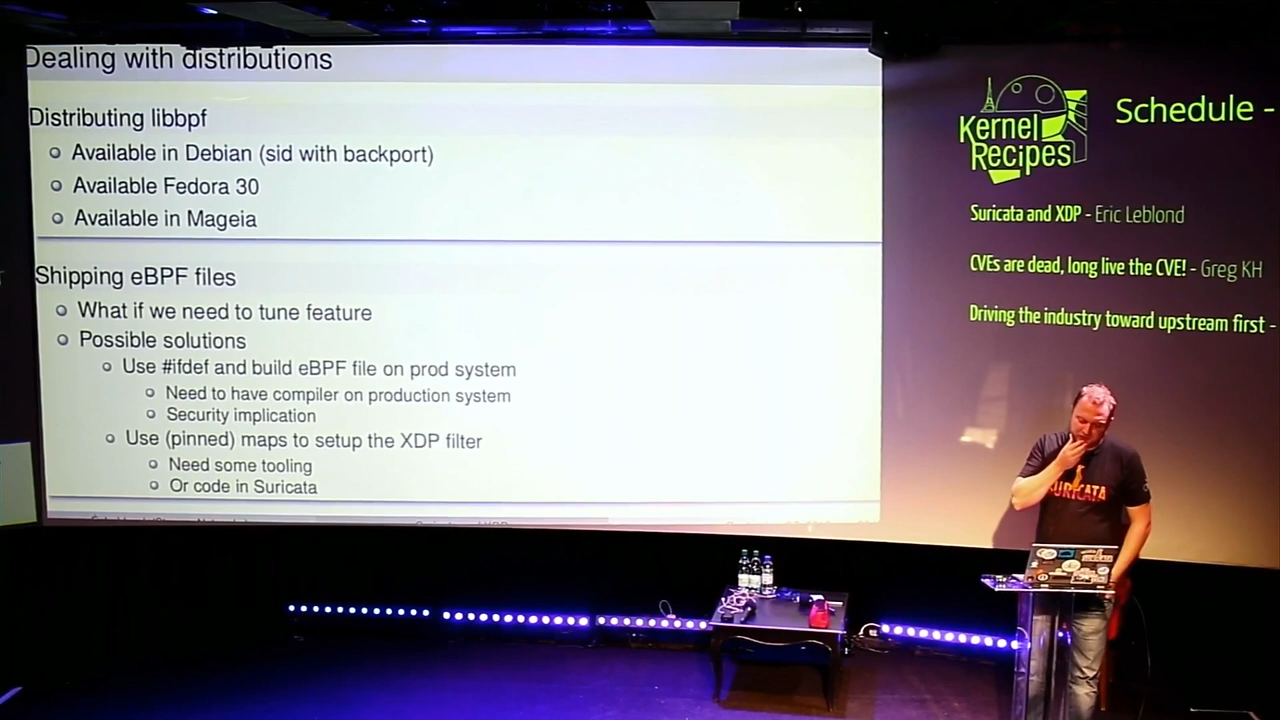 Dealing with distributions
Distributing libbpf
Available in Debian (sid with backport)
Available Fedora 30
Available in Mageia
Shipping eBPF files
What if we need to tune feature
Possible solutions
Use #ifdef and build eBPF file on prod system
Need to have compiler on production system
Security implication
Use (pinned) maps to setup the XDP filter
Need some tooling
Or code in Suricata
Kernel
Recipes
Schedule -
Suricata and XDP - Eric Leblond
CVEs are dead, long live the CVE! - Greg KH
Driving the industry toward upstream first -
SURICATA